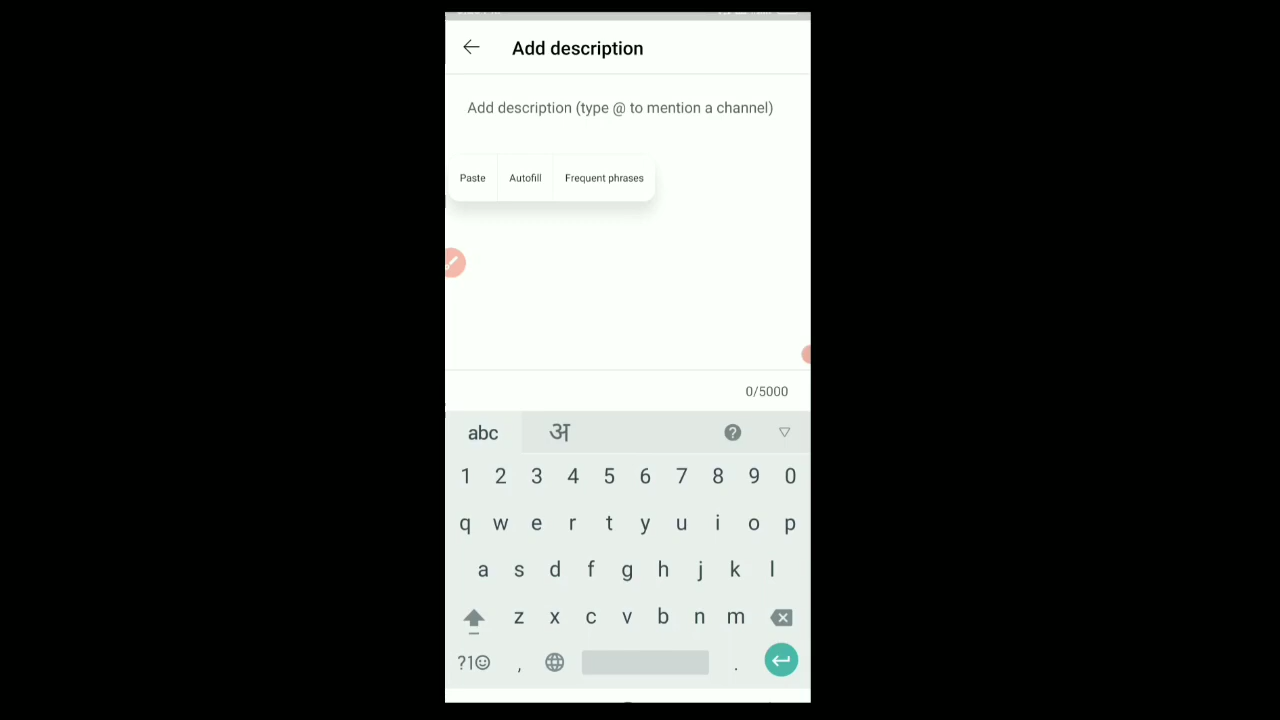 Add description
Add description (type @ to mention a channel)
Paste Autofill Frequent phrases
0/5000
abc अ ?
1 2 3 4 5 6 7 8 9 0
q w e r t y u i o p
a s d f g h j k l
z x c v b n m
?1☺ , .